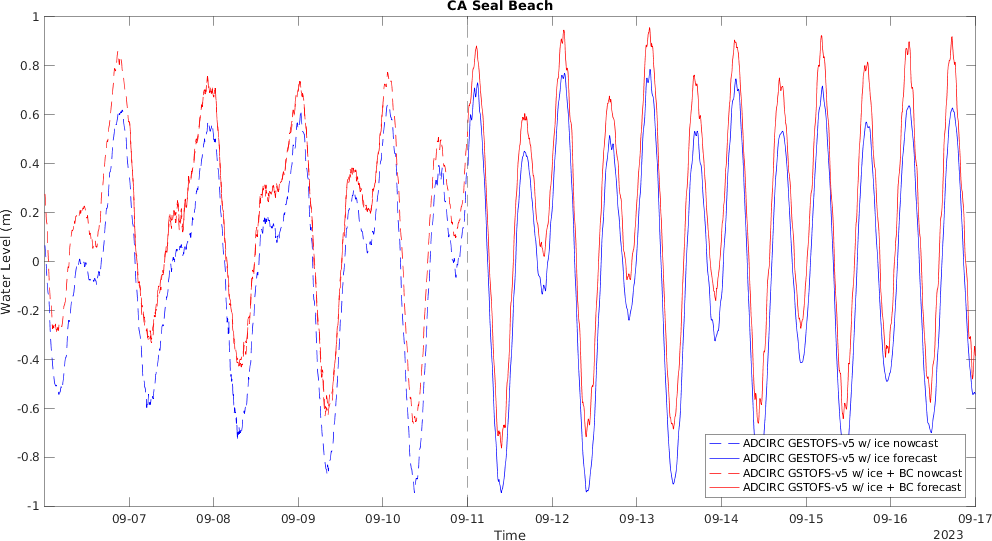 CA Seal Beach
1
0.8
0.6
0.4
0.2
0
-0.2
-0.4
-0.6
-0.8
-1
Water Level (m)
ADCIRC GESTOFS-v5 w/ ice nowcast
ADCIRC GESTOFS-v5 w/ ice forecast
ADCIRC GSTOFS-v5 w/ ice + BC nowcast
ADCIRC GSTOFS-v5 w/ ice + BC forecast
09-07 09-08 09-09 09-10 09-11 09-12 09-13 09-14 09-15 09-16 09-17
Time
2023